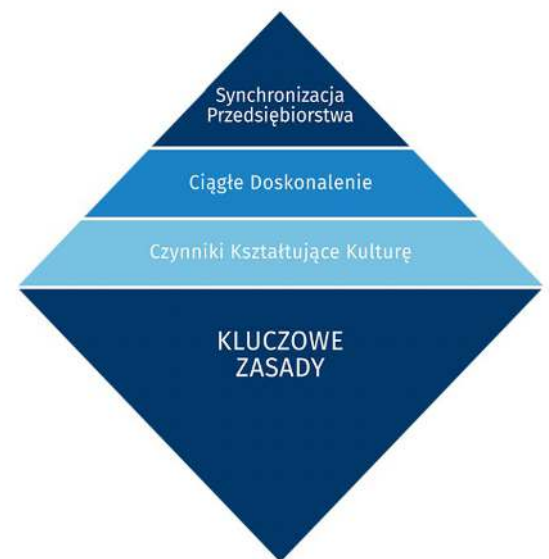 Synchronizacja
Przedsiębiorstwa
Ciągłe Doskonalenie
Czynniki Kształtujące Kulturę
KLUCZOWE
ZASADY